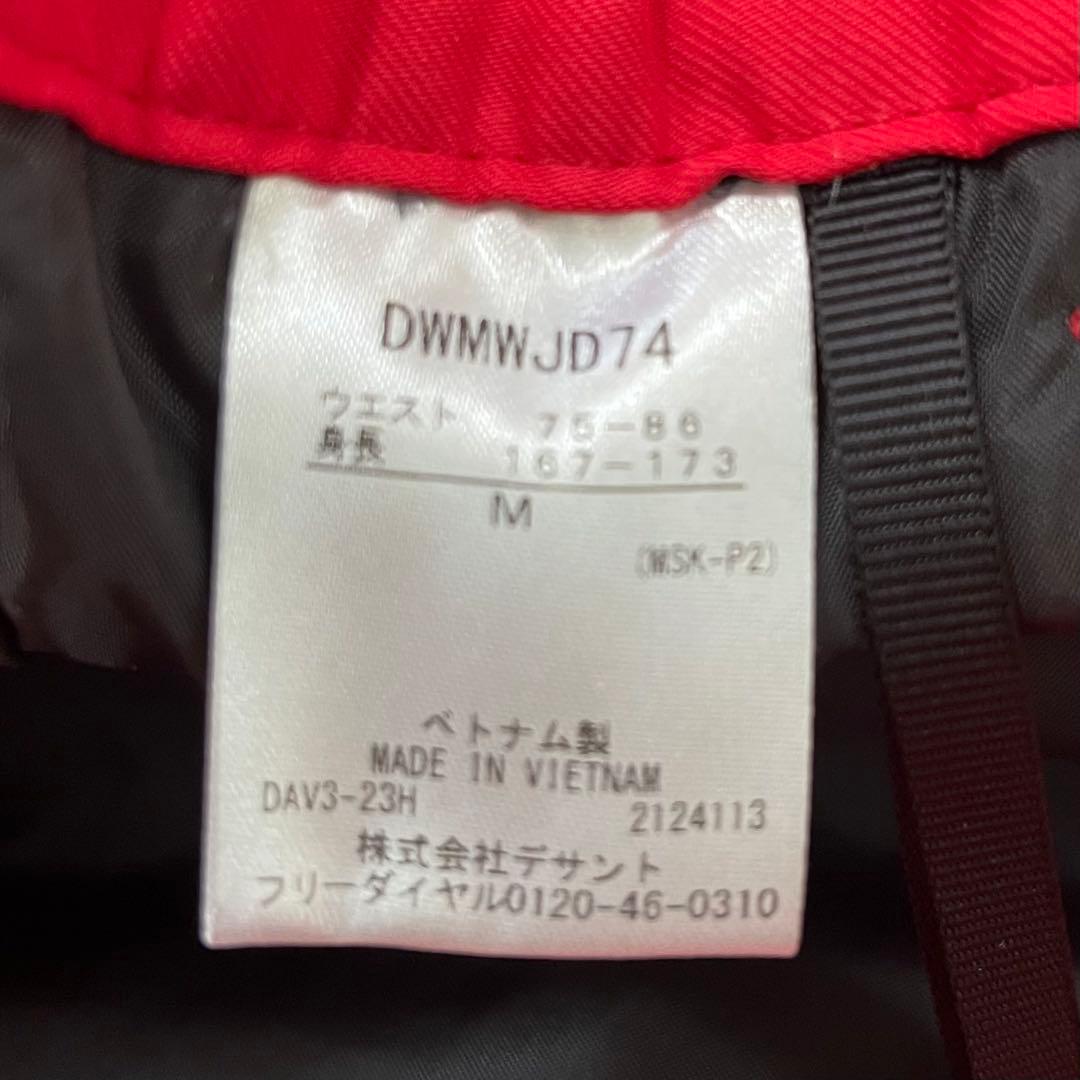 DWMWJD74
ウエスト 75-86
身長 167-173
M
(MSK-P2)
ベトナム製
MADE IN VIETNAM
DAV3-23H 2124113
株式会社デサント
フリーダイヤル0120-46-0310